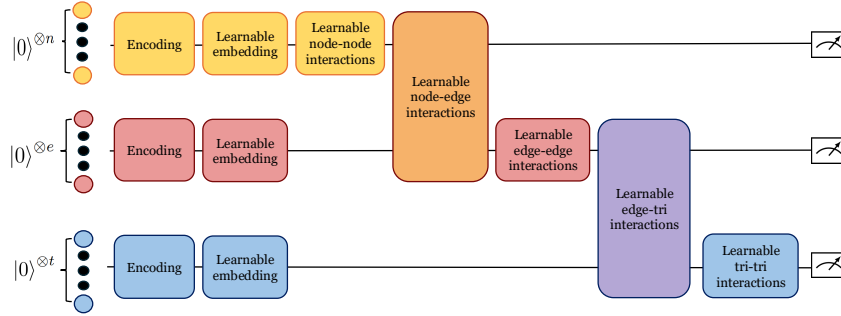 |0⟩⊗n
Encoding
Learnable
embedding
Learnable
node-node
interactions
Learnable
node-edge
interactions
|0⟩⊗e
Encoding
Learnable
embedding
Learnable
edge-edge
interactions
Learnable
edge-tri
interactions
|0⟩⊗t
Encoding
Learnable
embedding
Learnable
tri-tri
interactions